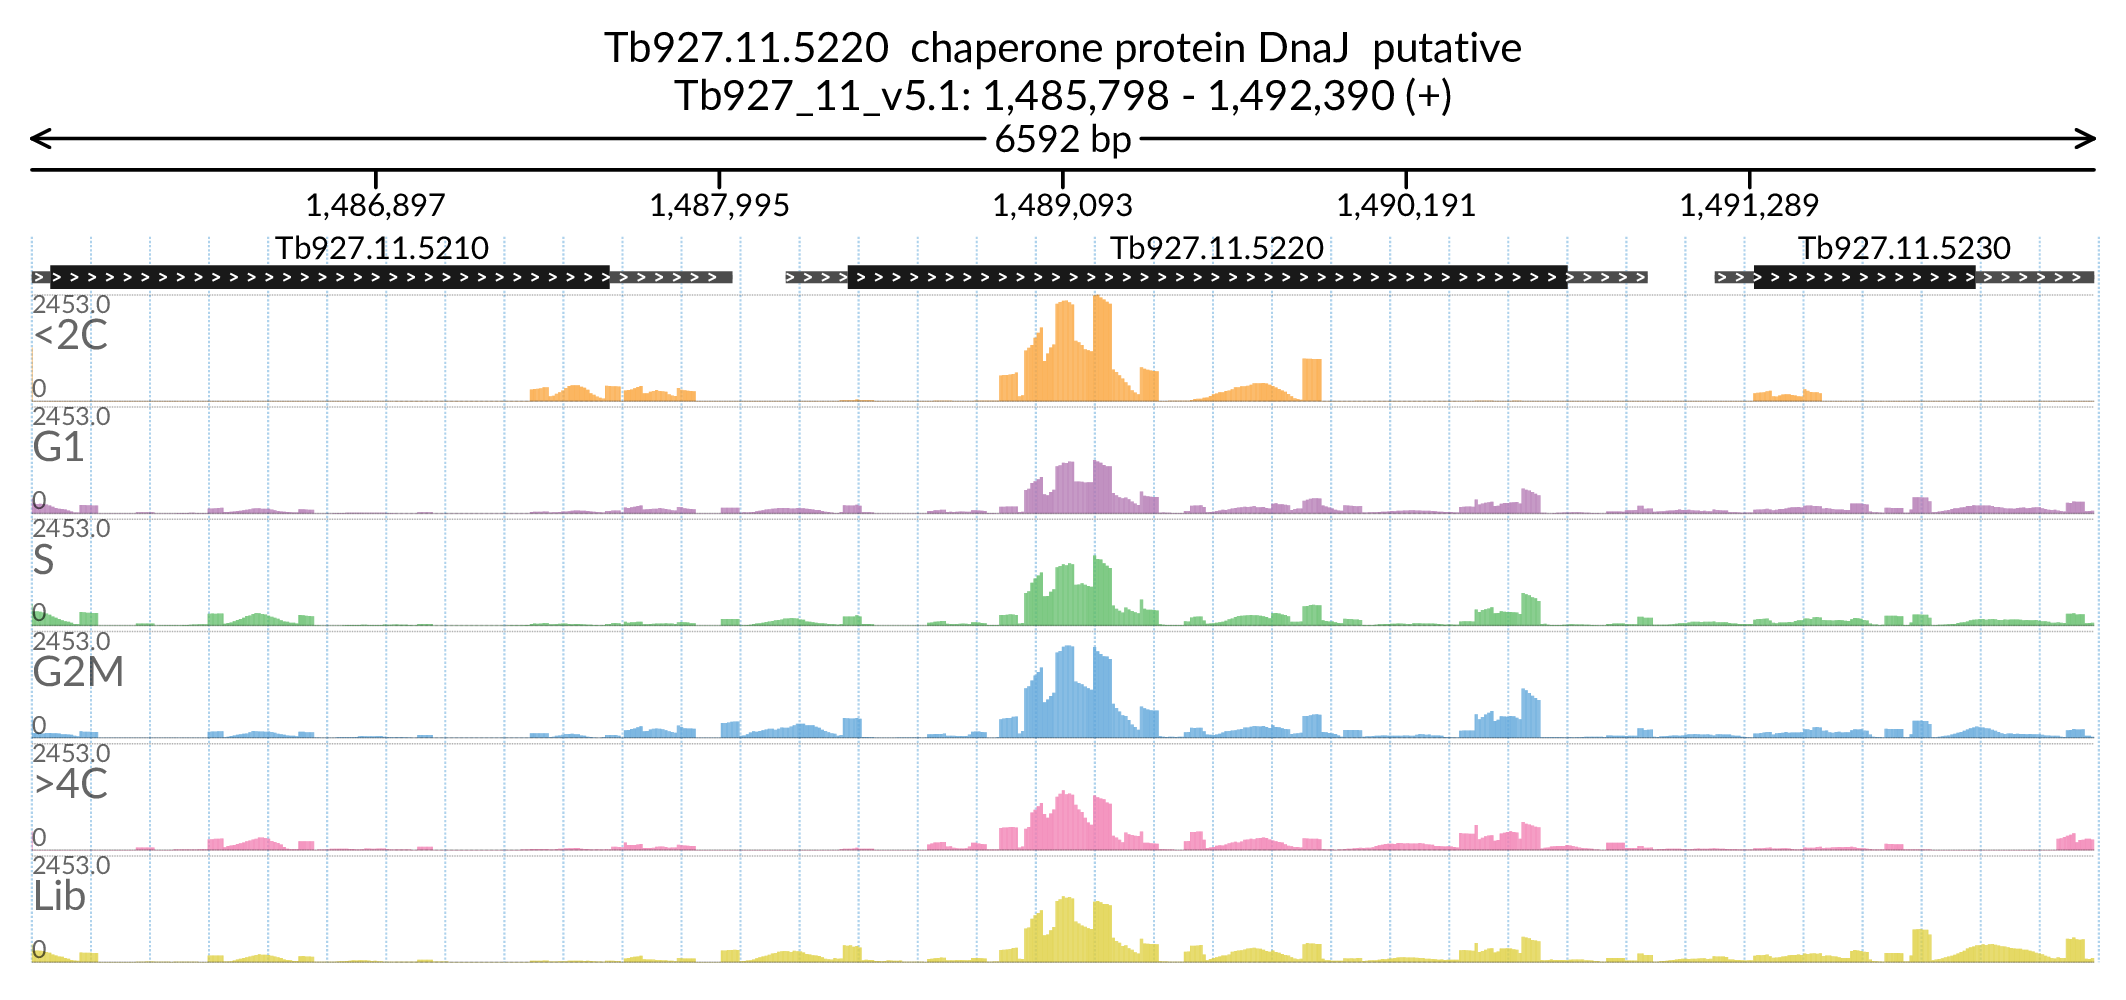 Tb927.11.5220  chaperone protein DnaJ  putative
Tb927_11_v5.1: 1,485,798 - 1,492,390 (+)
6592 bp
1,486,897 1,487,995 1,489,093 1,490,191 1,491,289
Tb927.11.5210 Tb927.11.5220 Tb927.11.5230
2453.0
<2C
0
2453.0
G1
0
2453.0
S
0
2453.0
G2M
0
2453.0
>4C
0
2453.0
Lib
0